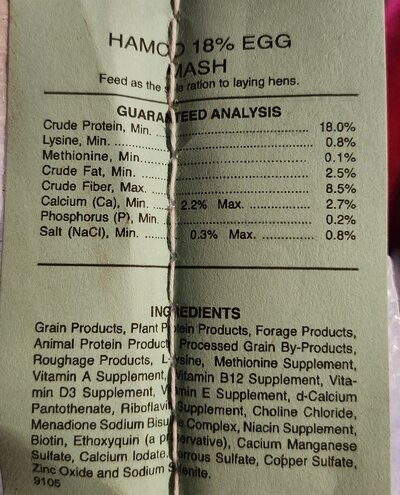 HAMCO 18% EGG
MASH
Feed as the sole ration to laying hens.
GUARANTEED ANALYSIS
Crude Protein, Min. 18.0%
Lysine, Min. 0.8%
Methionine, Min. 0.1%
Crude Fat, Min. 2.5%
Crude Fiber, Max. 8.5%
Calcium (Ca), Min. 2.2% Max. 2.7%
Phosphorus (P), Min. 0.2%
Salt (NaCl), Min. 0.3% Max. 0.8%
INGREDIENTS
Grain Products, Plant Protein Products, Forage Products,
Animal Protein Products, Processed Grain By-Products,
Roughage Products, L-Lysine, Methionine Supplement,
Vitamin A Supplement, Vitamin B12 Supplement, Vita-
min D3 Supplement, Vitamin E Supplement, d-Calcium
Pantothenate, Riboflavin Supplement, Choline Chloride,
Menadione Sodium Bisulfite Complex, Niacin Supplement,
Biotin, Ethoxyquin (a preservative), Cacium Manganese
Sulfate, Calcium Iodate, Ferrous Sulfate, Copper Sulfate,
Zinc Oxide and Sodium Selenite.
9105